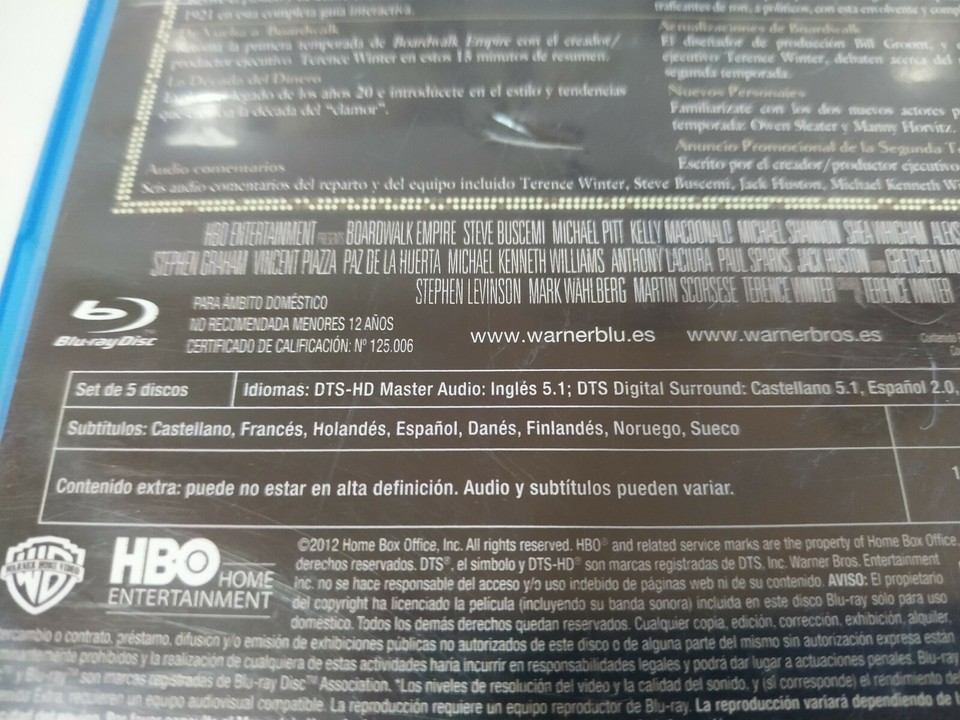 1921 en esta completa guía interactiva.
traficantes de ron, a políticos, con esta envolvente y
De Vuelta a Boardwalk
la primera temporada de Boardwalk Empire con el creador/
productor ejecutivo Terence Winter en estos 15 minutos de resumen.
La Década del Dinero
legado de los años 20 e introdúcete en el estilo y tendencias
la década del "clamor".
Audio comentarios
Seis audio comentarios del reparto y del equipo incluido Terence Winter, Steve Buscemi, Jack Huston, Michael Kenneth
Actualizaciones de Boardwalk
El diseñador de producción Bill Groom, y
ejecutivo Terence Winter, debaten acerca del
segunda temporada.
Nuevos Personajes
Familiarízate con los dos nuevos actores
temporada: Owen Sleater y Manny Horvitz.
Anuncio Promocional de la Segunda
Escrito por el creador/productor ejecutivo
HBO ENTERTAINMENT PRESENTS BOARDWALK EMPIRE STEVE BUSCEMI MICHAEL PITT KELLY MACDONALD MICHAEL SHANNON SHEA WHIGHAM
STEPHEN GRAHAM VINCENT PIAZZA PAZ DE LA HUERTA MICHAEL KENNETH WILLIAMS ANTHONY LACIURA PAUL SPARKS JACK HUSTON GRETCHEN
STEPHEN LEVINSON MARK WAHLBERG MARTIN SCORSESE TERENCE WINTER TERENCE WINTER
Blu-ray Disc™
PARA ÁMBITO DOMÉSTICO
NO RECOMENDADA MENORES 12 AÑOS
CERTIFICADO DE CALIFICACIÓN: Nº 125.006
www.warnerblu.es www.warnerbros.es
Set de 5 discos
Idiomas: DTS-HD Master Audio: Inglés 5.1; DTS Digital Surround: Castellano 5.1, Español 2.0,
Subtítulos: Castellano, Francés, Holandés, Español, Danés, Finlandés, Noruego, Sueco
Contenido extra: puede no estar en alta definición. Audio y subtítulos pueden variar.
WB
WARNER HOME VIDEO
HBO HOME
ENTERTAINMENT
©2012 Home Box Office, Inc. All rights reserved. HBO® and related service marks are the property of Home Box Office,
derechos reservados. DTS®, el símbolo y DTS-HD® son marcas registradas de DTS, Inc. Warner Bros. Entertainment
Inc. no se hace responsable del acceso y/o uso indebido de páginas web ni de su contenido. AVISO: El propietario
del copyright ha licenciado la película (incluyendo su banda sonora) incluida en este disco Blu-ray sólo para uso
doméstico. Todos los demás derechos quedan reservados. Cualquier copia, edición, corrección, exhibición, alquiler,
intercambio o contrato, préstamo, difusión y/o emisión de exhibiciones públicas no autorizados de este disco o de alguna parte del mismo sin autorización expresa están
prohibidos y la realización de cualquiera de estas actividades haría incurrir en responsabilidades legales y podrá dar lugar a actuaciones penales. Blu-ray
y Blu-ray™ son marcas registradas de Blu-ray Disc™ Association. *Los niveles de resolución del video y la calidad del sonido, y (si corresponde) el rendimiento del
Extra, requieren un equipo audiovisual compatible. La reproducción requiere un equipo reproductor de Blu-ray. La reproducción variará dependiendo de